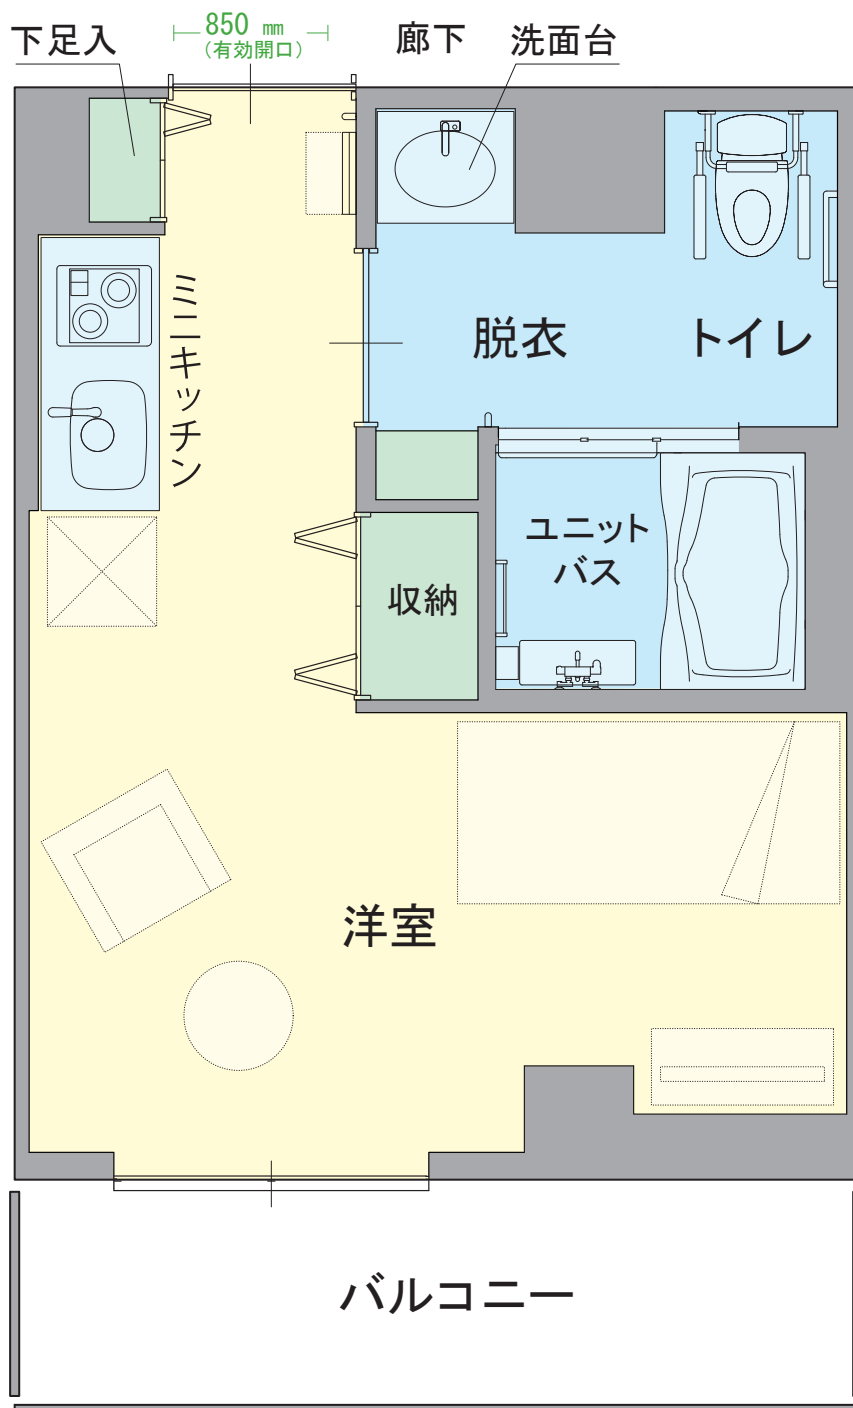 850 mm
(有効開口)
下足入
廊下
洗面台
ミニキッチン
脱衣
トイレ
ユニット
バス
収納
洋室
バルコニー